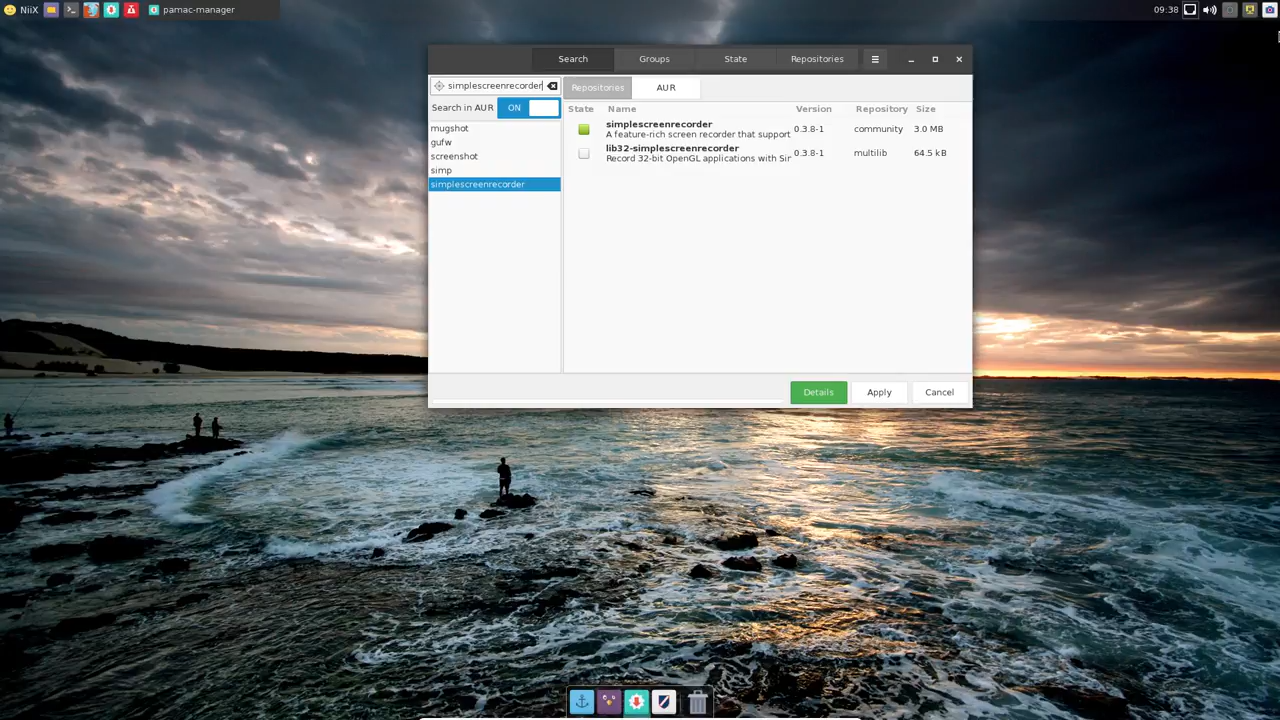 NiiX pamac-manager 09:38
Search Groups State Repositories
simplescreenrecorder Repositories AUR
Search in AUR ON
mugshot
gufw
screenshot
simp
simplescreenrecorder
State Name Version Repository Size
simplescreenrecorder 0.3.8-1 community 3.0 MB
A feature-rich screen recorder that support
lib32-simplescreenrecorder 0.3.8-1 multilib 64.5 kB
Record 32-bit OpenGL applications with Sir
Details Apply Cancel